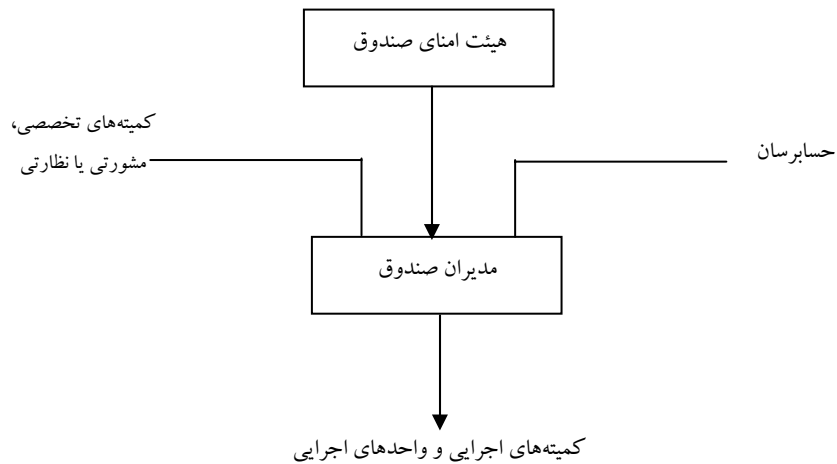 هیئت امنای صندوق
کمیته‌های تخصصی،
مشورتی یا نظارتی
حسابرسان
مدیران صندوق
کمیته‌های اجرایی و واحدهای اجرایی